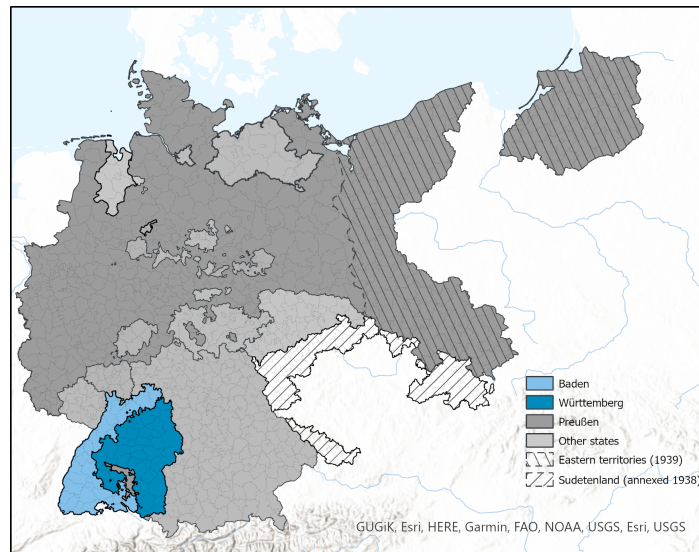 Baden
Württemberg
Preußen
Other states
Eastern territories (1939)
Sudetenland (annexed 1938)
GUGiK, Esri, HERE, Garmin, FAO, NOAA, USGS, Esri, USGS